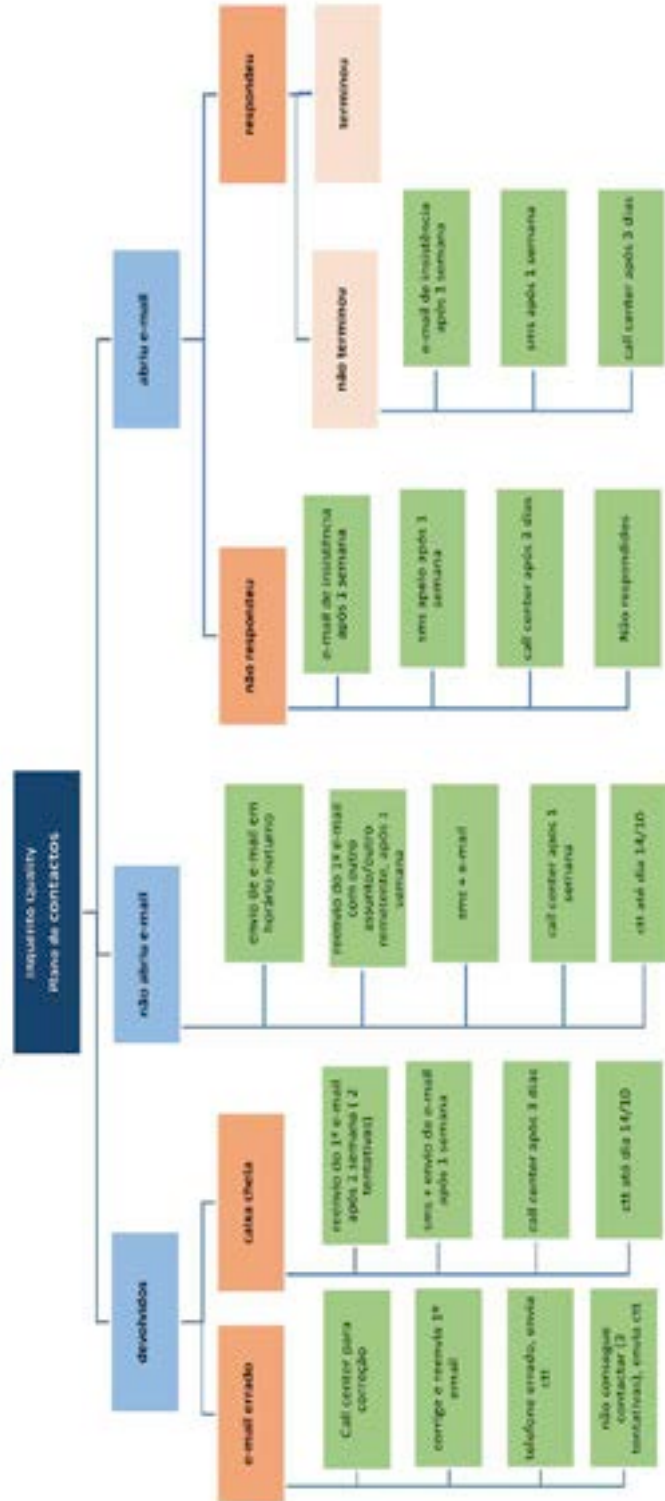 Inquérito Quality
Plano de contactos
devolvidos
e-mail errado
Call center para
correção
corrige e reenvia 1º
email
telefone errado, envia
ctt
não consegue
contactar (3
tentativas), envia ctt
caixa cheia
reenvio do 1º e-mail
após 1 semana ( 2
tentativas)
sms + envio de e-mail
após 1 semana
call center após 3 dias
ctt até dia 14/10
não abriu e-mail
envio de e-mail em
horário noturno
reenvio do 1º e-mail
com outro
assunto/outro
remetente, após 1
semana
sms + e-mail
call center após 1
semana
ctt até dia 14/10
abriu e-mail
não respondeu
e-mail de insistência
após 1 semana
sms apelo após 1
semana
call center após 3 dias
Não respondides
respondeu
não terminou
e-mail de insistência
após 1 semana
sms após 1 semana
call center após 3 dias
terminou